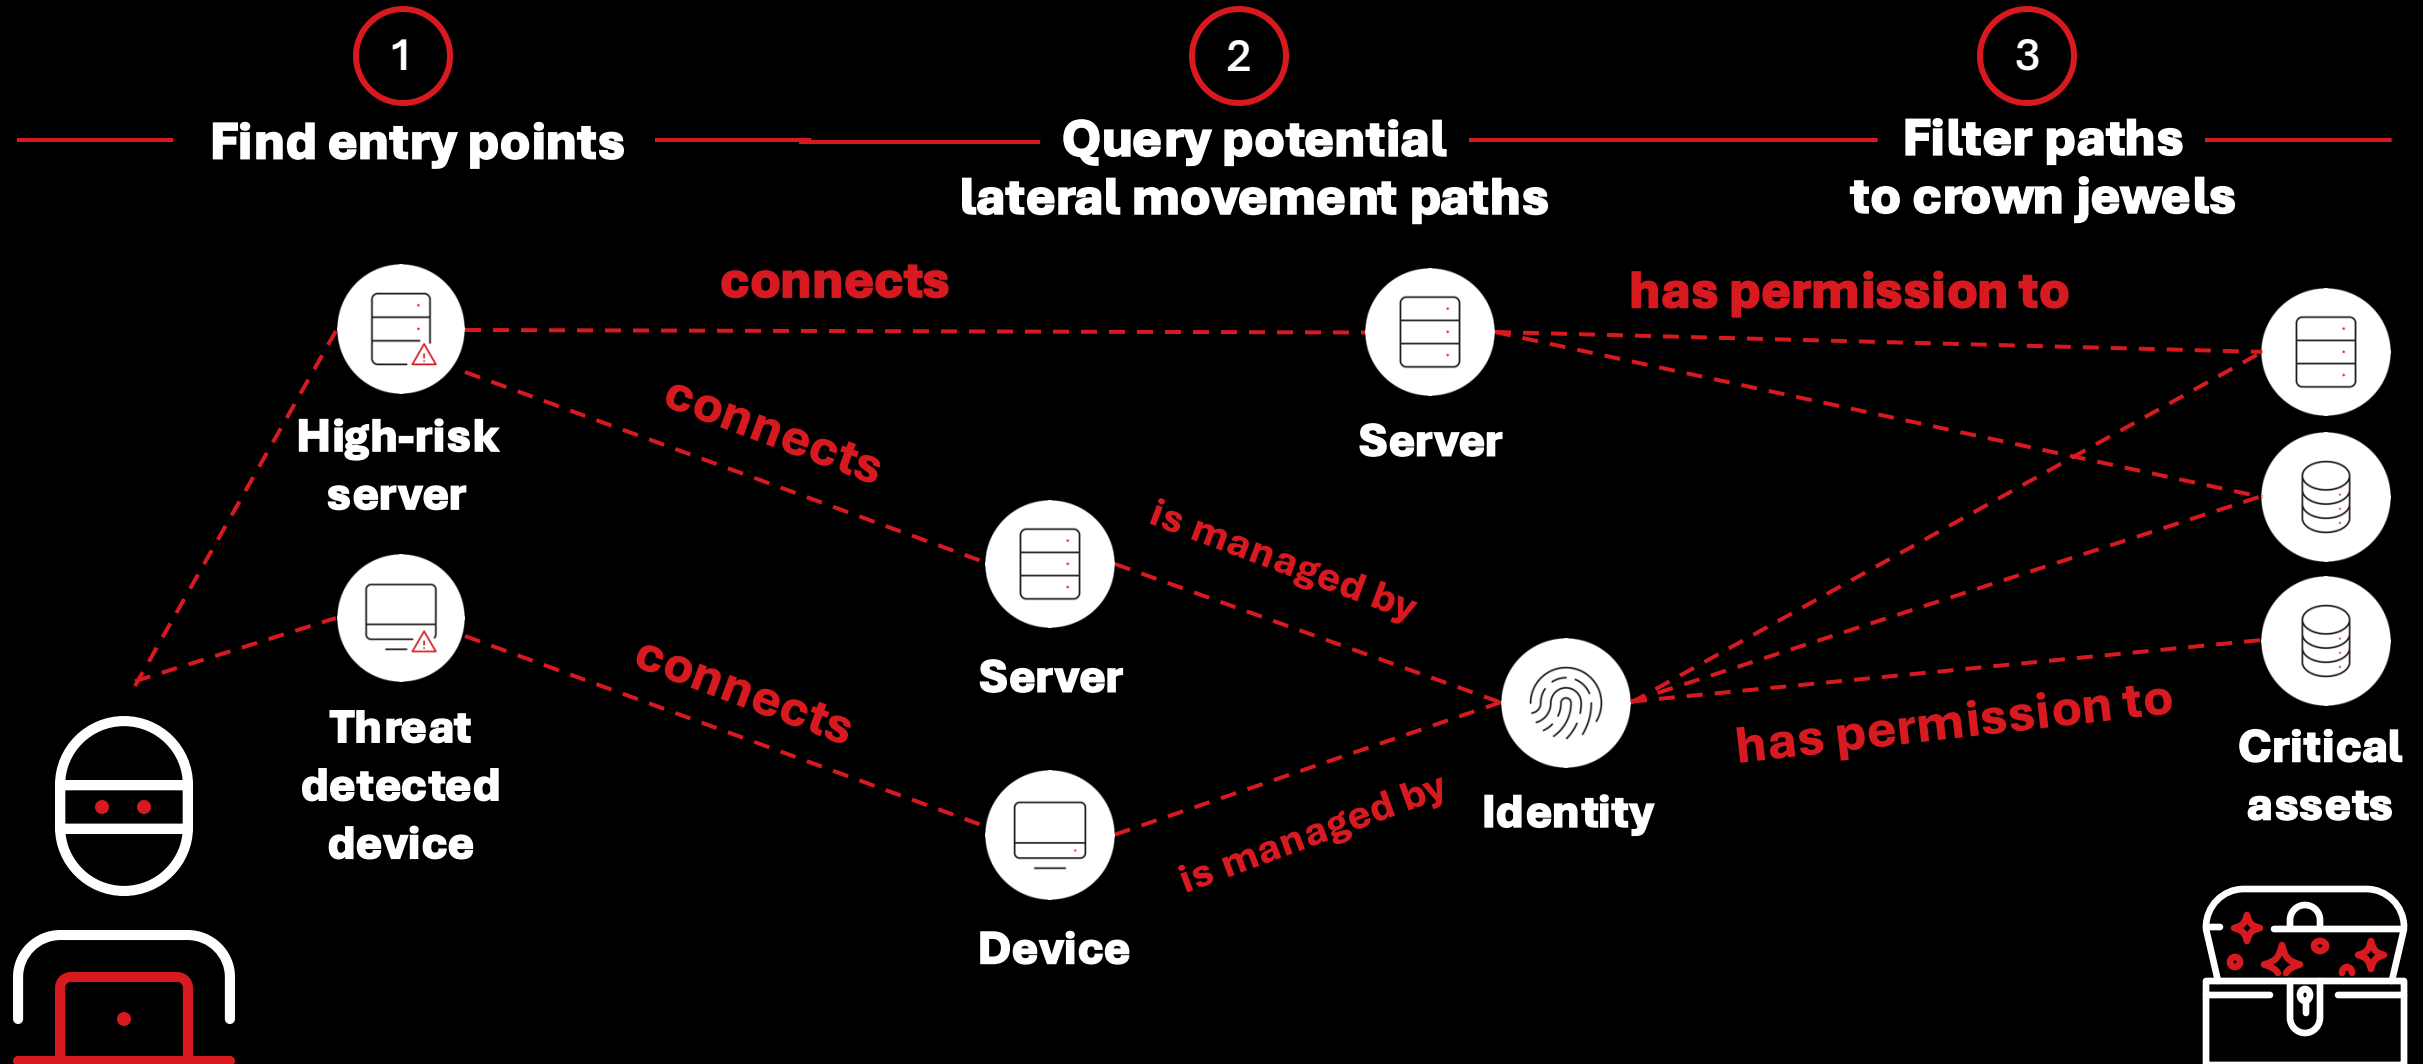 1
2
3
Find entry points
Query potential
lateral movement paths
Filter paths
to crown jewels
connects
has permission to
High-risk
server
connects
Server
is managed by
Server
connects
Threat
detected
device
has permission to
Identity
is managed by
Critical
assets
Device